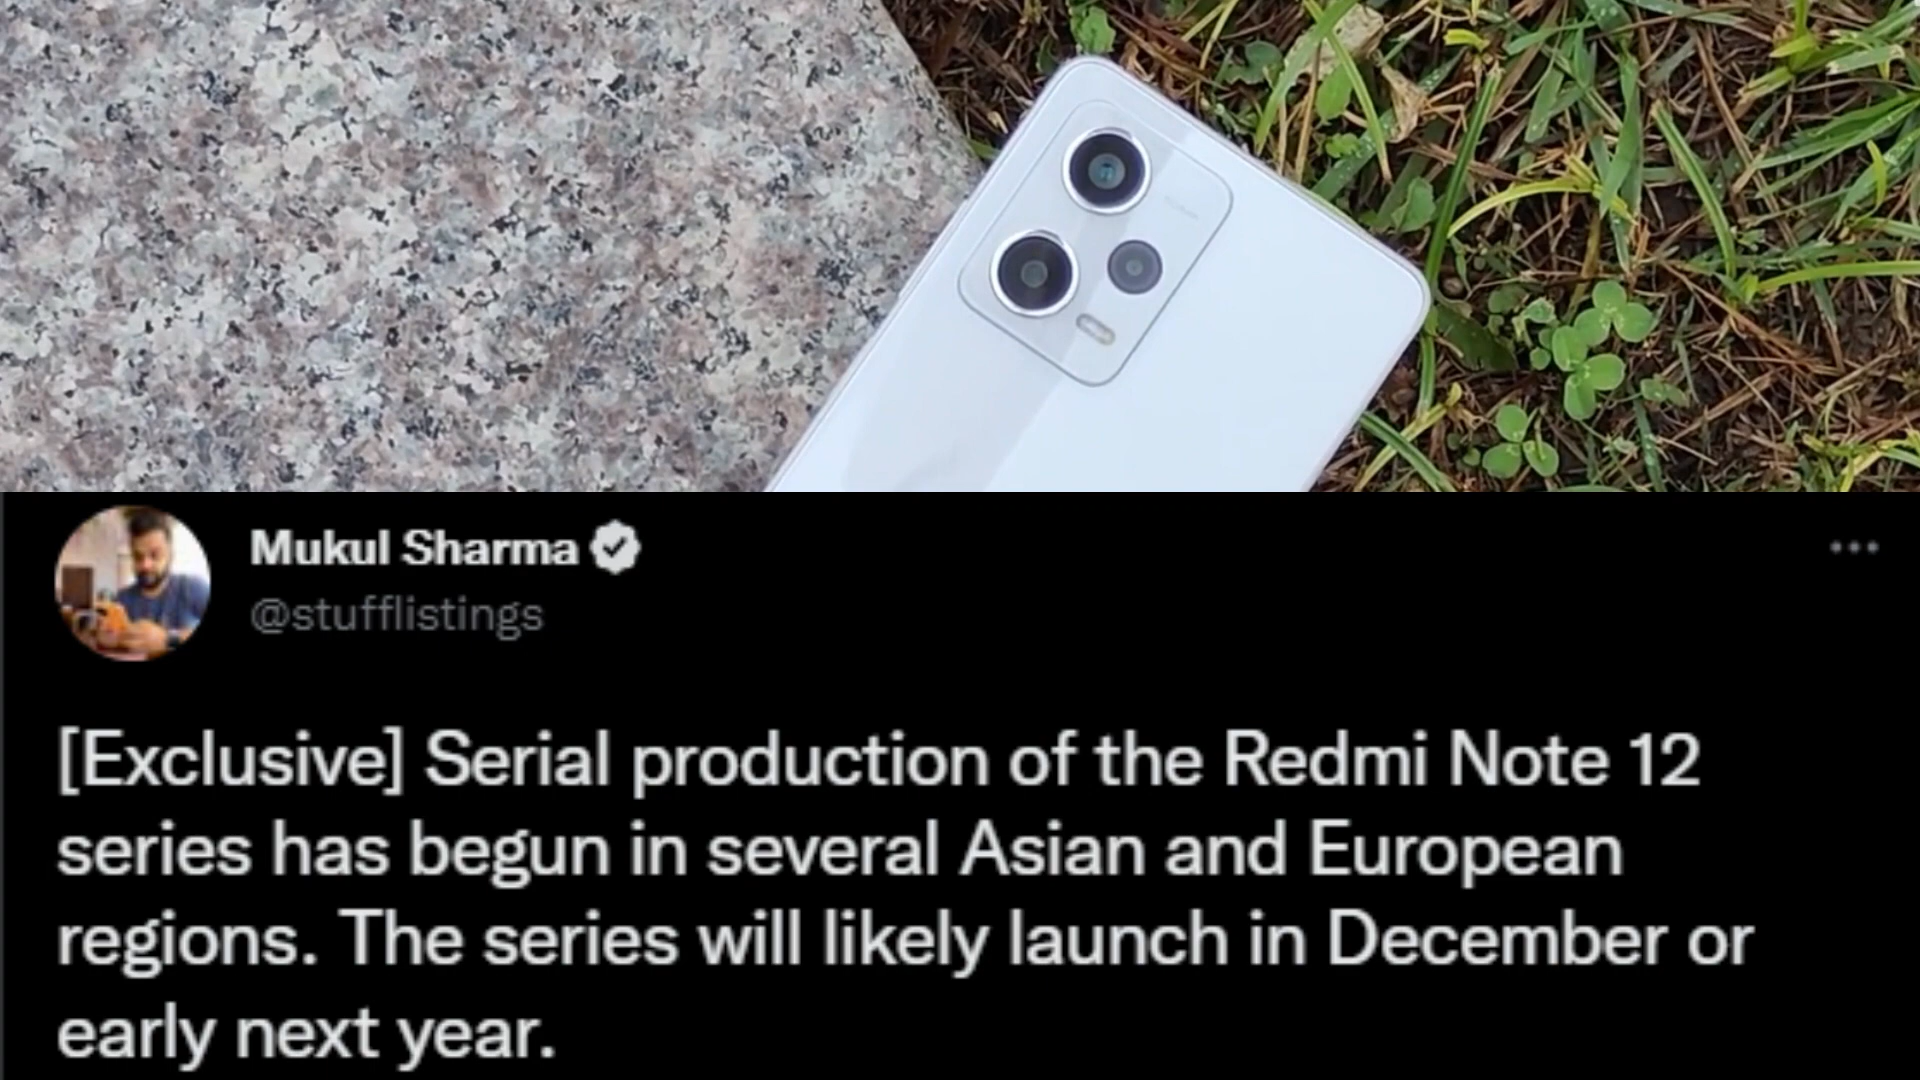 Mukul Sharma
@stufflistings
[Exclusive] Serial production of the Redmi Note 12
series has begun in several Asian and European
regions. The series will likely launch in December or
early next year.